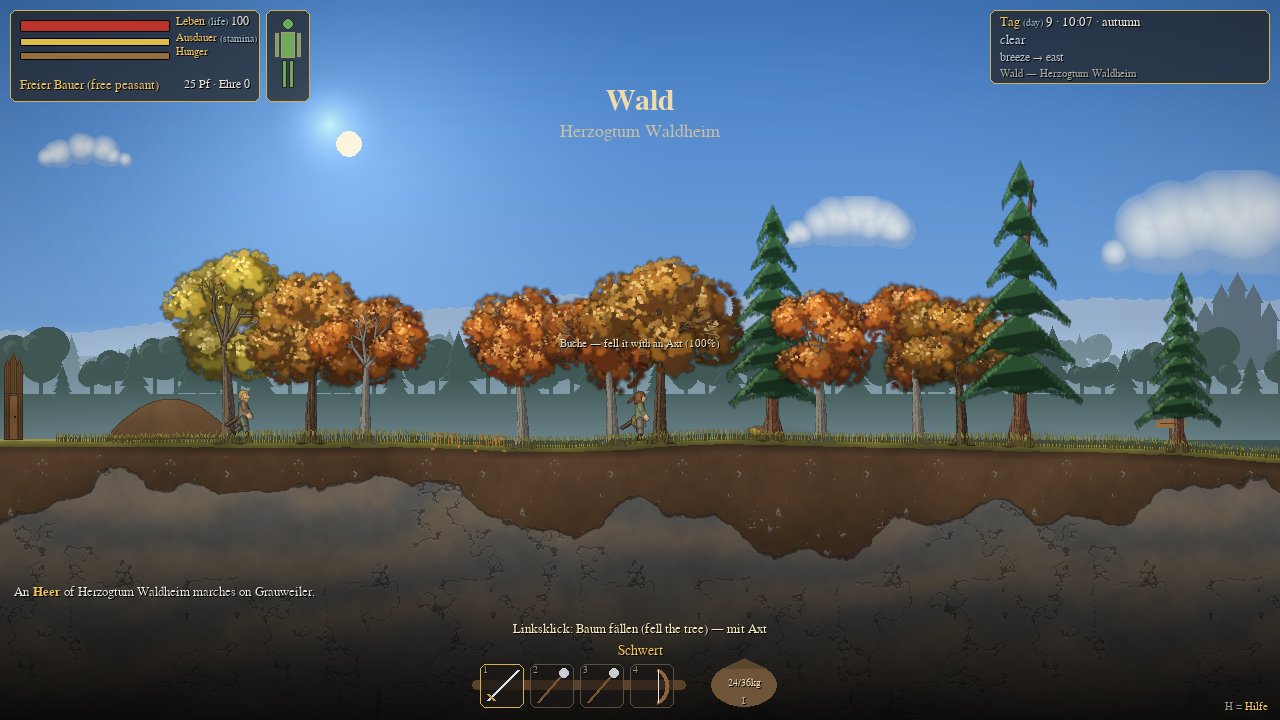 Leben (life) 100
Ausdauer (stamina)
Hunger
Freier Bauer (free peasant) 25 Pf · Ehre 0
Tag (day) 9 · 10:07 · autumn
clear
breeze → east
Wald — Herzogtum Waldheim
Wald
Herzogtum Waldheim
Buche — fell it with an Axt (100%)
An Heer of Herzogtum Waldheim marches on Grauweiler.
Linksklick: Baum fällen (fell the tree) — mit Axt
Schwert
1 2 3 4
24/36kg
I
H = Hilfe